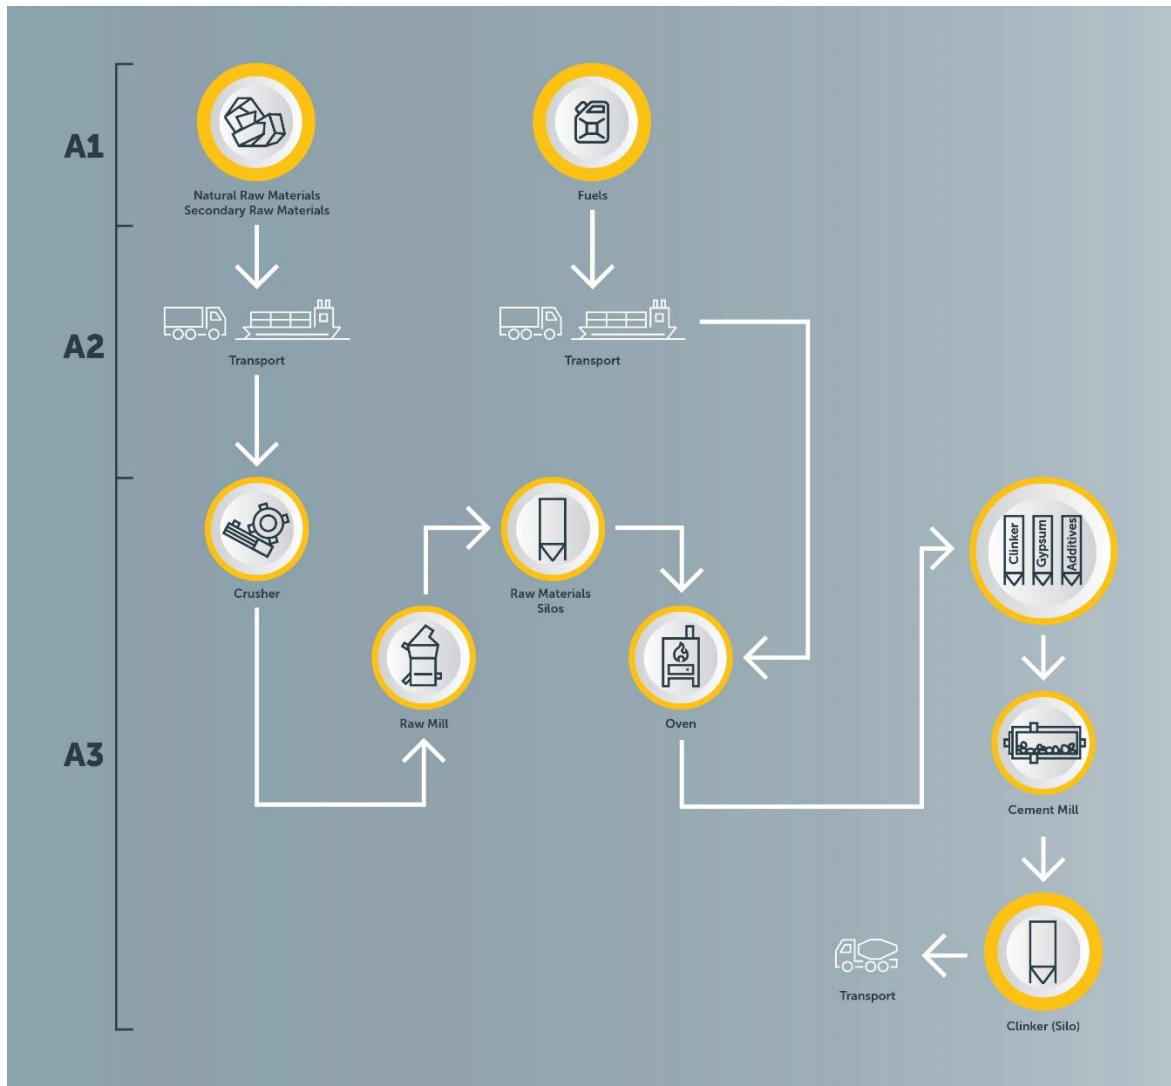 A1
Natural Raw Materials
Secondary Raw Materials
Fuels
A2
Transport
Transport
A3
Crusher
Raw Materials
Silos
Clinker
Gypsum
Additives
Raw Mill
Oven
Cement Mill
Transport
Clinker (Silo)